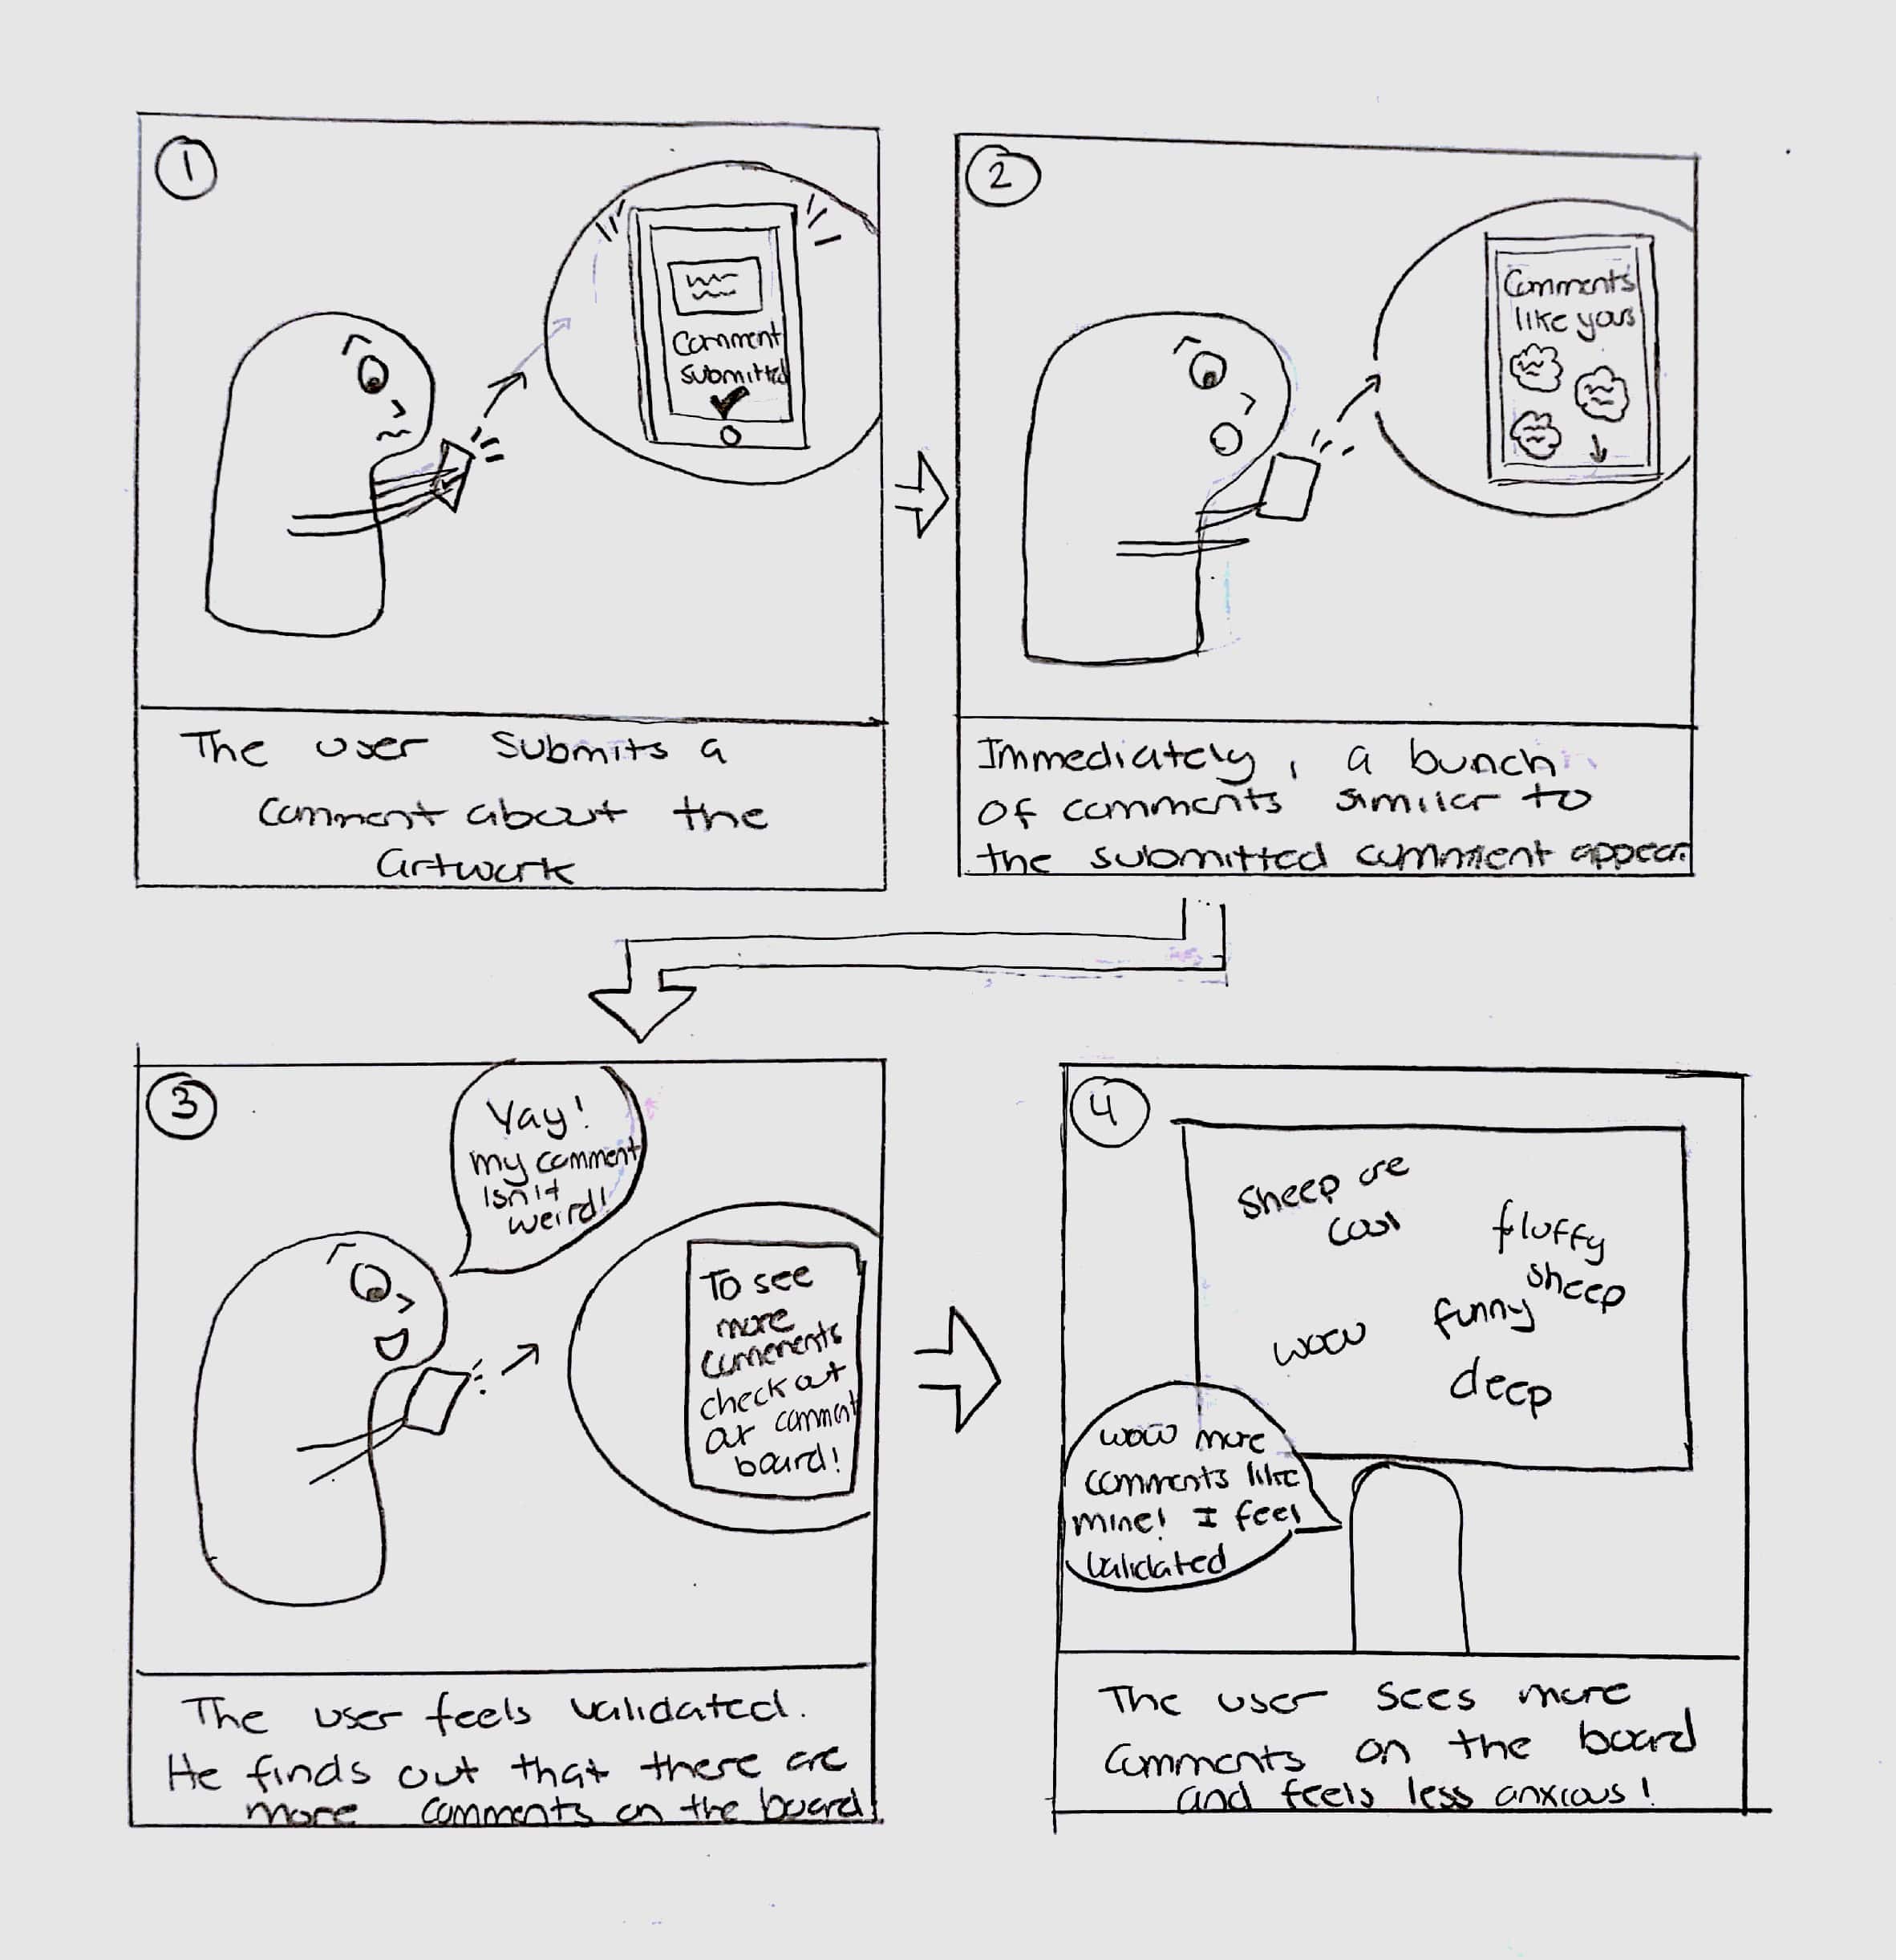 1
Comment
submitted
The user submits a
comment about the
artwork
2
Comments
like yours
Immediately, a bunch
of comments similar to
the submitted comment appear.
3
Yay!
my comment
isn't
weird!
To see
more
comments
check out
our comment
board!
The user feels validated.
He finds out that there are
more comments on the board!
4
sheep are
cool
fluffy
sheep
funny
wow
deep
wow more
comments like
mine! I feel
validated
The user sees more
comments on the board
and feels less anxious!